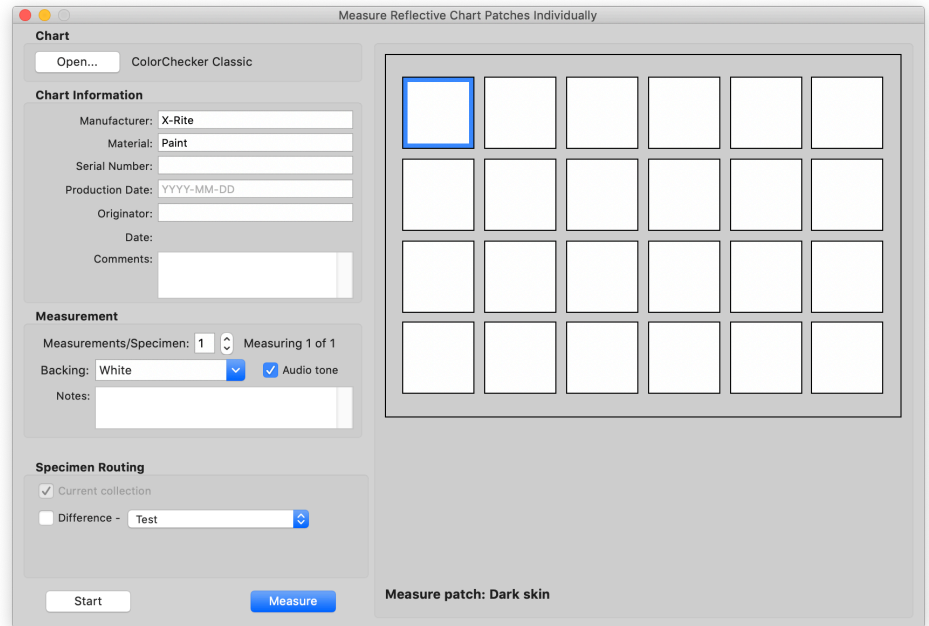 Measure Reflective Chart Patches Individually
Chart
Open... ColorChecker Classic
Chart Information
Manufacturer: X-Rite
Material: Paint
Serial Number:
Production Date: YYYY-MM-DD
Originator:
Date:
Comments:
Measurement
Measurements/Specimen: 1 Measuring 1 of 1
Backing: White Audio tone
Notes:
Specimen Routing
Current collection
Difference - Test
Start Measure
Measure patch: Dark skin